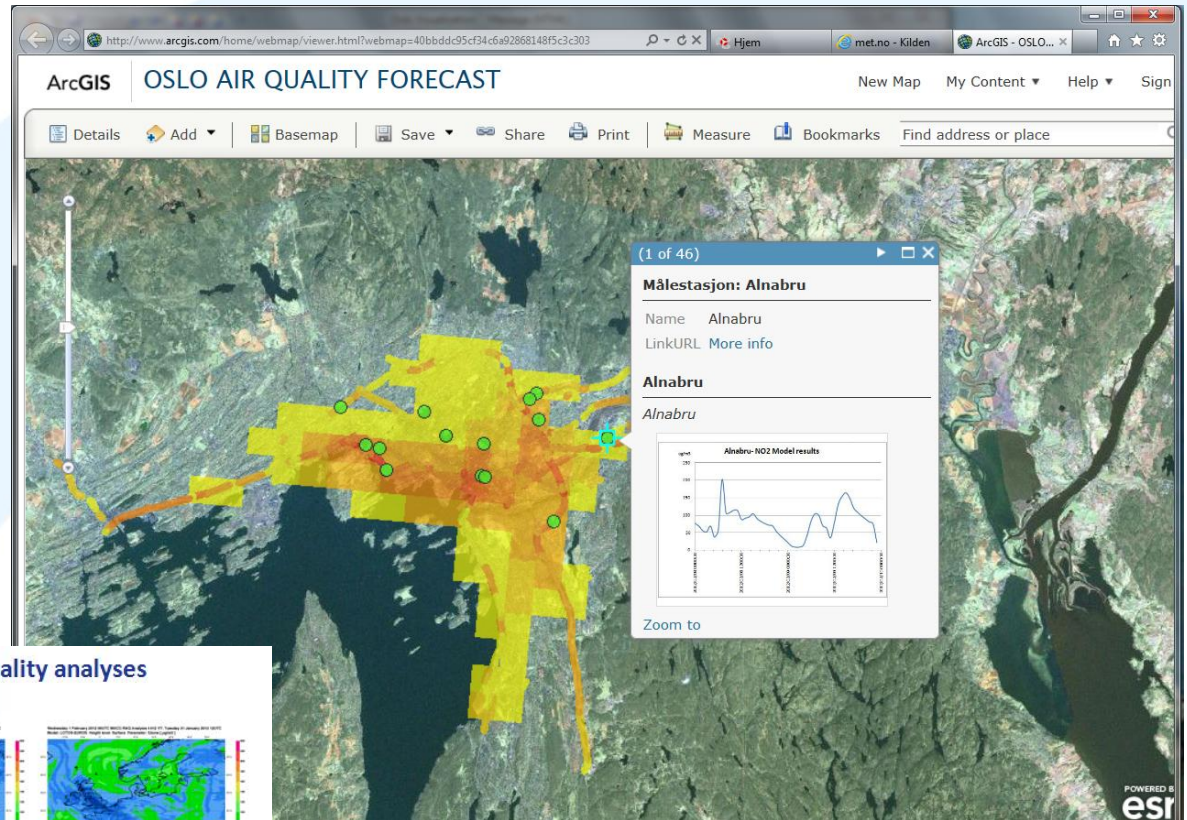 http://www.arcgis.com/home/webmap/viewer.html?webmap=40bbddc95cf34c6a92868148f5c3c303
Hjem
met.no - Kilden
ArcGIS - OSLO...
ArcGIS
OSLO AIR QUALITY FORECAST
New Map
My Content
Help
Sign
Details
Add
Basemap
Save
Share
Print
Measure
Bookmarks
Find address or place
(1 of 46)
Målestasjon: Alnabru
Name Alnabru
LinkURL More info
Alnabru
Alnabru
Alnabru- NO2 Model results
Zoom to
ality analyses
POWERED B
esr